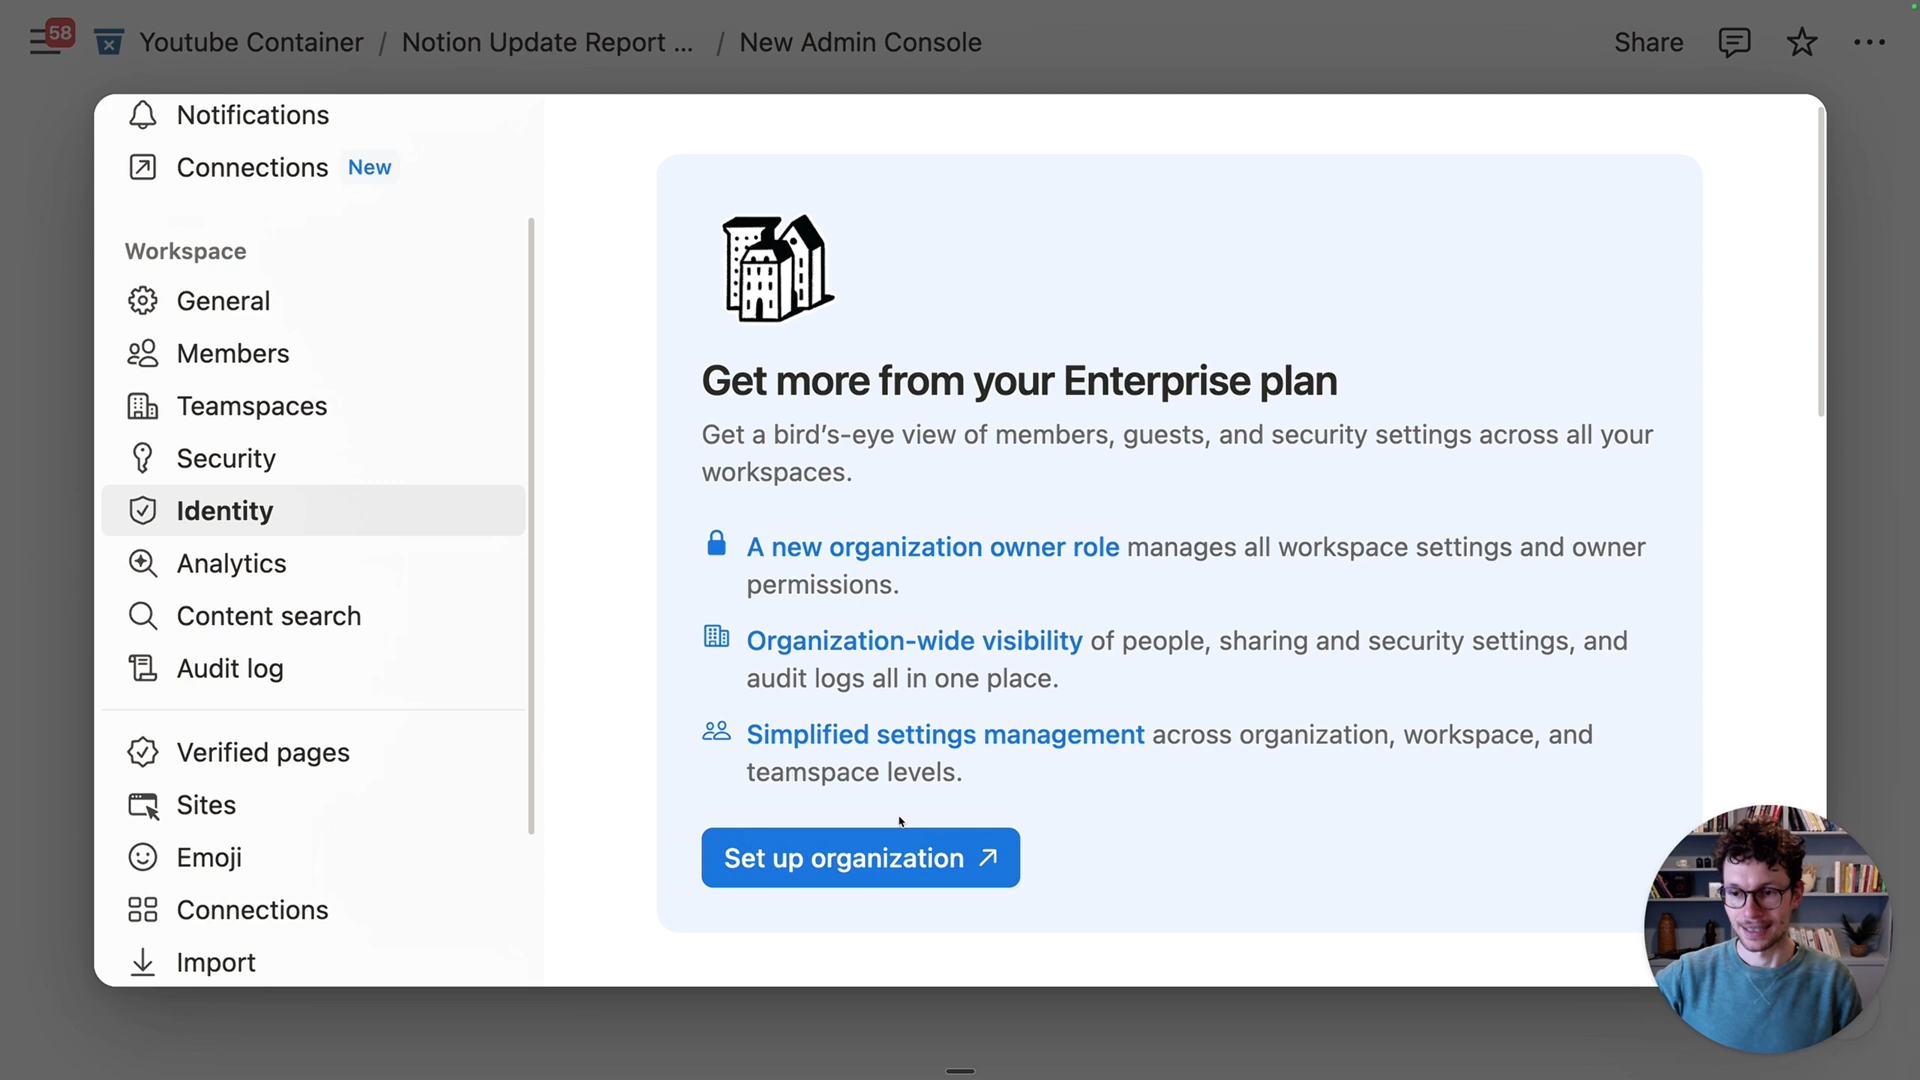 58
Youtube Container / Notion Update Report ... / New Admin Console
Share
Notifications
Connections New
Workspace
General
Members
Teamspaces
Security
Identity
Analytics
Content search
Audit log
Verified pages
Sites
Emoji
Connections
Import
Get more from your Enterprise plan
Get a bird’s-eye view of members, guests, and security settings across all your
workspaces.
A new organization owner role manages all workspace settings and owner
permissions.
Organization-wide visibility of people, sharing and security settings, and
audit logs all in one place.
Simplified settings management across organization, workspace, and
teamspace levels.
Set up organization